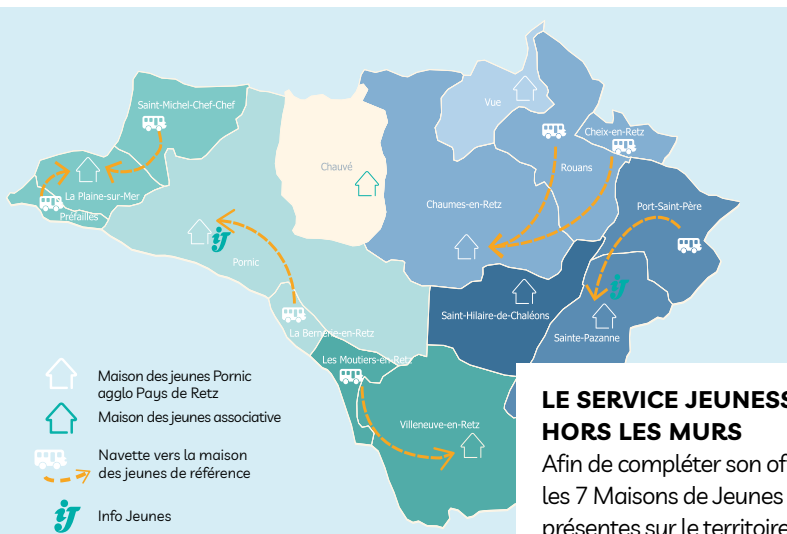 Saint-Michel-Chef-Chef
Vue
Cheix-en-Retz
Chauvé
Rouans
La Plaine-sur-Mer
Chaumes-en-Retz
Port-Saint-Père
Préfailles
ij
Pornic
ij
Saint-Hilaire-de-Chaléons
La Bernerie-en-Retz
Sainte-Pazanne
Les Moutiers-en-Retz
Villeneuve-en-Retz
Maison des jeunes Pornic
agglo Pays de Retz
Maison des jeunes associative
Navette vers la maison
des jeunes de référence
ij
Info Jeunes
LE SERVICE JEUNESS
HORS LES MURS
Afin de compléter son of
les 7 Maisons de Jeunes
présentes sur le territoire